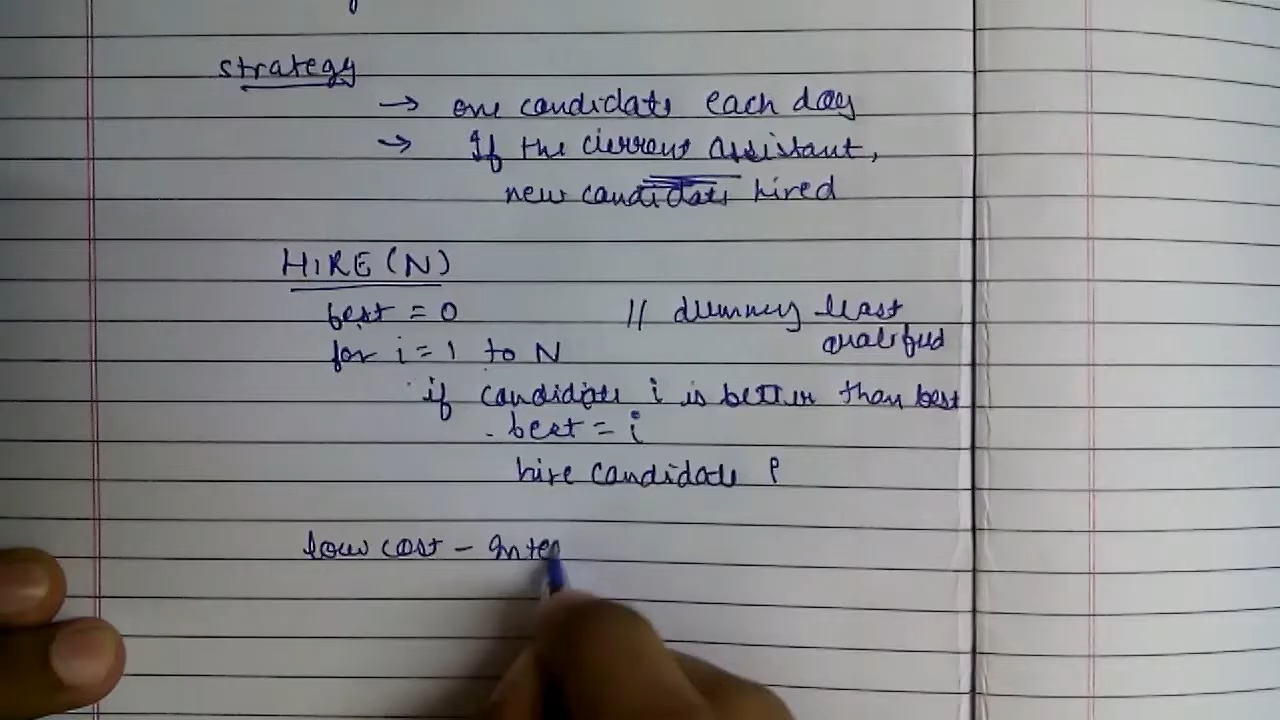 strategy
→ one candidate each day
→ If the current assistant,
new candidate hired
HIRE (N)
best = 0 // dummy least
qualified
for i = 1 to N
if candidate i is better than best
best = i
hire candidate i
low cost - Inte